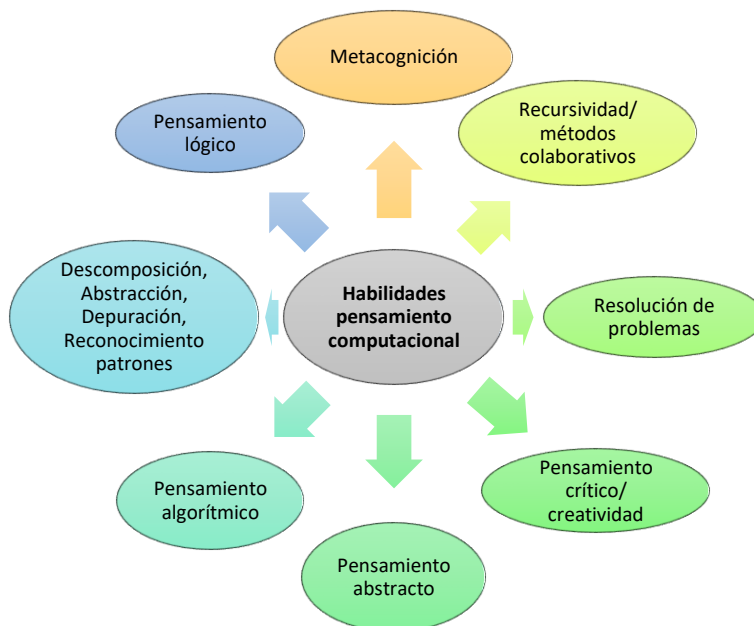 Metacognición
Pensamiento
lógico
Recursividad/
métodos
colaborativos
Descomposición,
Abstracción,
Depuración,
Reconocimiento
patrones
Habilidades
pensamiento
computacional
Resolución de
problemas
Pensamiento
algorítmico
Pensamiento
crítico/
creatividad
Pensamiento
abstracto